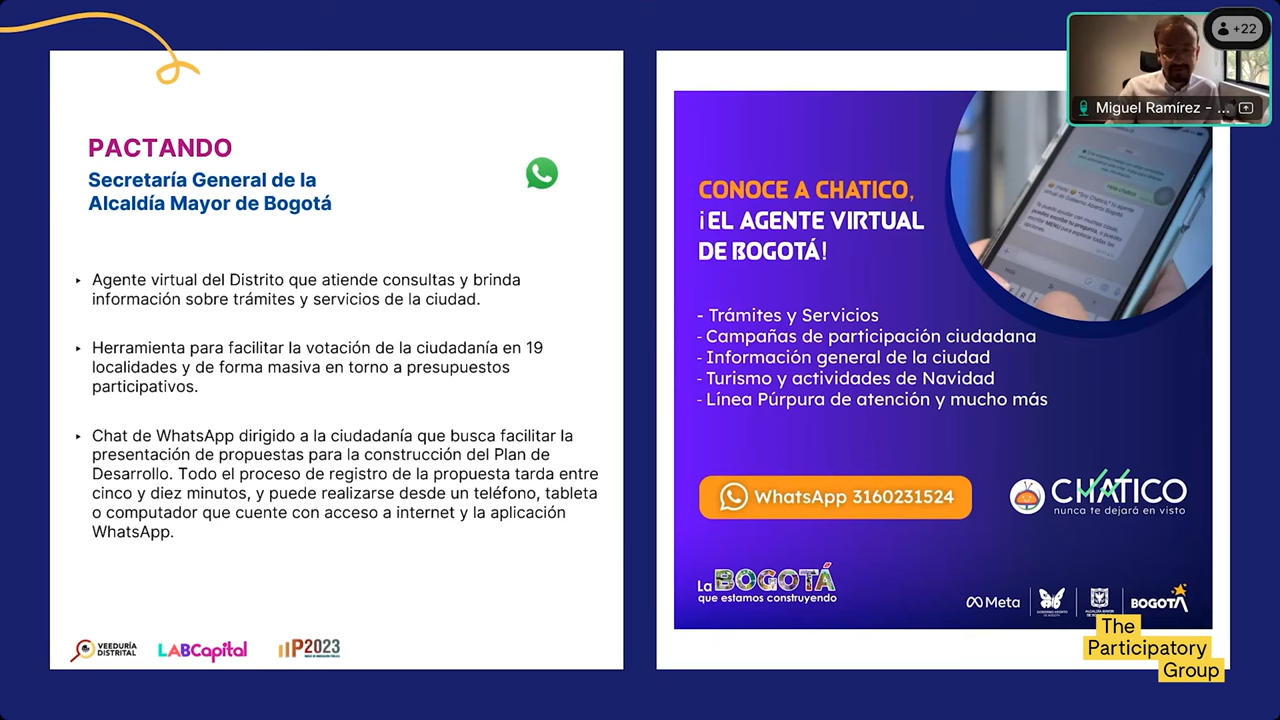 PACTANDO
Secretaría General de la
Alcaldía Mayor de Bogotá
‣ Agente virtual del Distrito que atiende consultas y brinda
información sobre trámites y servicios de la ciudad.
‣ Herramienta para facilitar la votación de la ciudadanía en 19
localidades y de forma masiva en torno a presupuestos
participativos.
‣ Chat de WhatsApp dirigido a la ciudadanía que busca facilitar la
presentación de propuestas para la construcción del Plan de
Desarrollo. Todo el proceso de registro de la propuesta tarda entre
cinco y diez minutos, y puede realizarse desde un teléfono, tableta
o computador que cuente con acceso a internet y la aplicación
WhatsApp.
VEEDURÍA
DISTRITAL
LABCapital
IIP2023
+22
Miguel Ramírez - ...
CONOCE A CHATICO,
¡EL AGENTE VIRTUAL
DE BOGOTÁ!
- Trámites y Servicios
- Campañas de participación ciudadana
- Información general de la ciudad
- Turismo y actividades de Navidad
- Línea Púrpura de atención y mucho más
WhatsApp 3160231524
CHATICO
nunca te dejará en visto
La BOGOTÁ
que estamos construyendo
Meta
BOGOTÁ
The
Participatory
Group